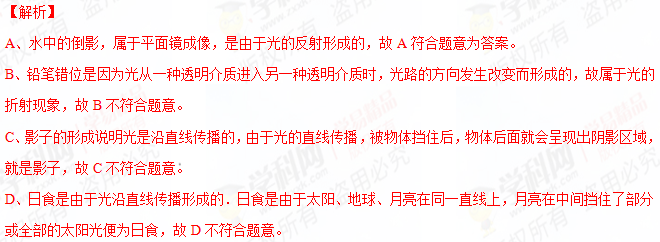 【解析】
A、水中的倒影，属于平面镜成像，是由于光的反射形成的，故 A 符合题意为答案。
B、铅笔错位是因为光从一种透明介质进入另一种透明介质时，光路的方向发生改变而形成的，故属于光的
折射现象，故 B 不符合题意。
C、影子的形成说明光是沿直线传播的，由于光的直线传播，被物体挡住后，物体后面就会呈现出阴影区域，
就是影子，故 C 不符合题意。
D、日食是由于光沿直线传播形成的．日食是由于太阳、地球、月亮在同一直线上，月亮在中间挡住了部分
或全部的太阳光便为日食，故 D 不符合题意。